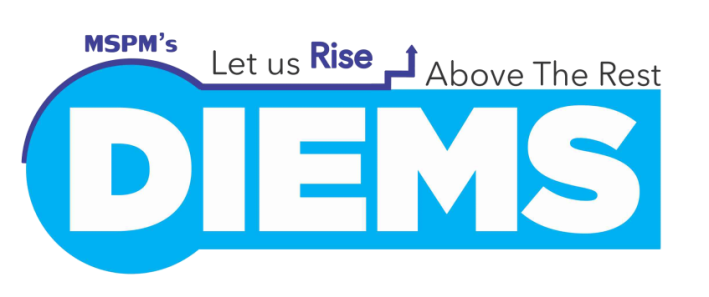 MSPM's
Let us Rise Above The Rest
DIEMS